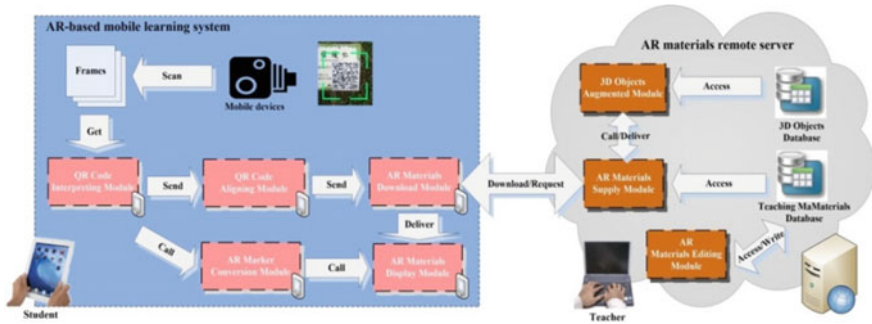 AR-based mobile learning system
AR materials remote server
Frames
Scan
Mobile devices
3D Objects
Augmented Module
Access
3D Objects
Database
Get
Call/Deliver
QR Code
Interpreting Module
Send
QR Code
Aligning Module
Send
AR Materials
Download Module
Download/Request
AR Materials
Supply Module
Access
Teaching MaMaterials
Database
Deliver
Call
AR Marker
Conversion Module
Call
AR Materials
Display Module
AR
Materials Editing
Module
Access/Write
Student
Teacher